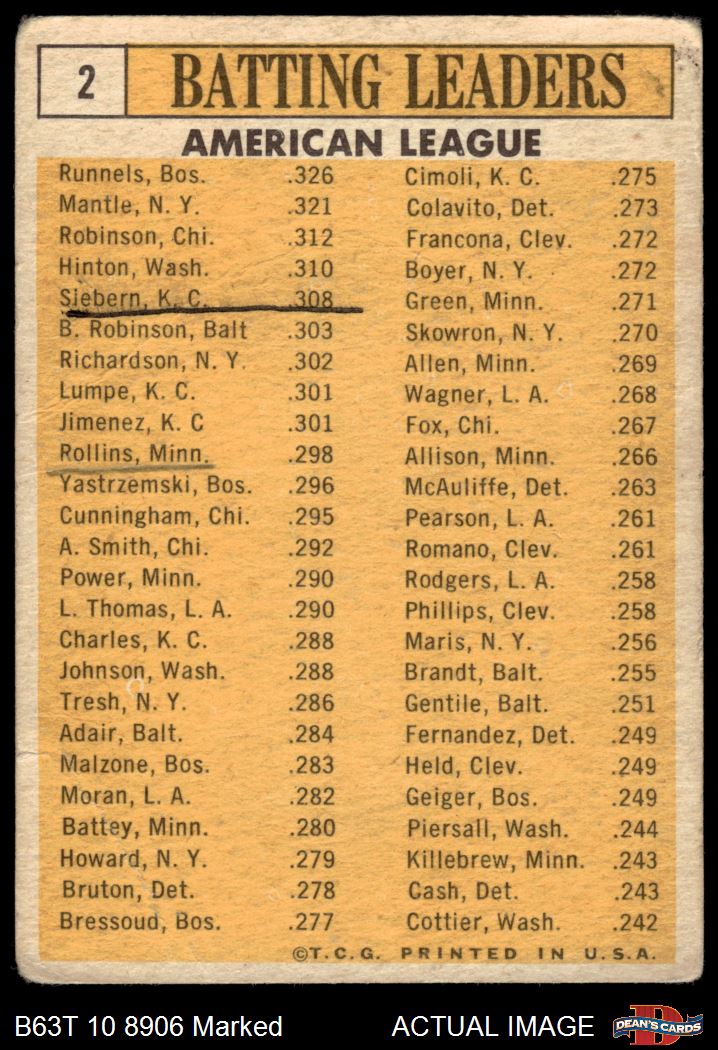 2 BATTING LEADERS
AMERICAN LEAGUE
Runnels, Bos. .326
Mantle, N. Y. .321
Robinson, Chi. .312
Hinton, Wash. .310
Siebern, K. C. .308
B. Robinson, Balt .303
Richardson, N. Y. .302
Lumpe, K. C. .301
Jimenez, K. C .301
Rollins, Minn. .298
Yastrzemski, Bos. .296
Cunningham, Chi. .295
A. Smith, Chi. .292
Power, Minn. .290
L. Thomas, L. A. .290
Charles, K. C. .288
Johnson, Wash. .288
Tresh, N. Y. .286
Adair, Balt. .284
Malzone, Bos. .283
Moran, L. A. .282
Battey, Minn. .280
Howard, N. Y. .279
Bruton, Det. .278
Bressoud, Bos. .277
Cimoli, K. C. .275
Colavito, Det. .273
Francona, Clev. .272
Boyer, N. Y. .272
Green, Minn. .271
Skowron, N. Y. .270
Allen, Minn. .269
Wagner, L. A. .268
Fox, Chi. .267
Allison, Minn. .266
McAuliffe, Det. .263
Pearson, L. A. .261
Romano, Clev. .261
Rodgers, L. A. .258
Phillips, Clev. .258
Maris, N. Y. .256
Brandt, Balt. .255
Gentile, Balt. .251
Fernandez, Det. .249
Held, Clev. .249
Geiger, Bos. .249
Piersall, Wash. .244
Killebrew, Minn. .243
Cash, Det. .243
Cottier, Wash. .242
©T.C.G. PRINTED IN U.S.A.
B63T 10 8906 Marked ACTUAL IMAGE D DEAN'S CARDS